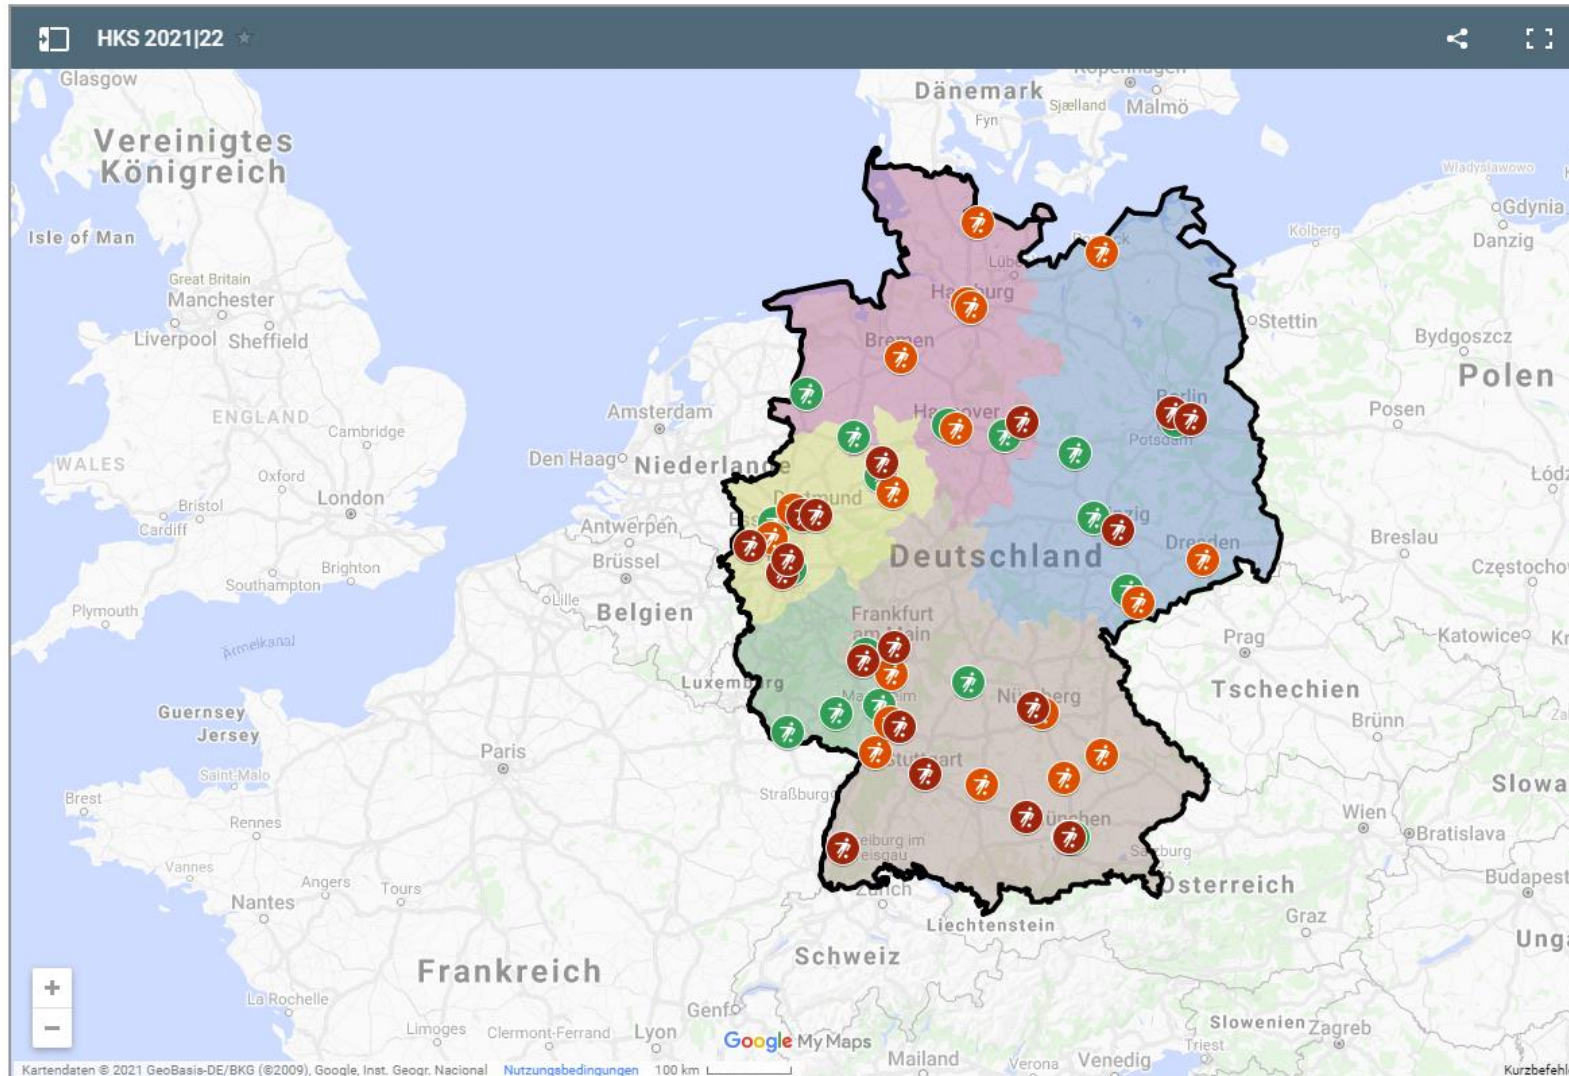 HKS 2021|22
Glasgow
Dänemark
Sjælland
Malmö
Fyn
Vereinigtes
Königreich
Władysławowo
Gdynia
Isle of Man
Kolberg
Danzig
Great Britain
Manchester
Liverpool
Sheffield
Stettin
Bydgoszcz
Bremen
Polen
ENGLAND
Cambridge
Amsterdam
Posen
WALES
Den Haag
Niederlande
Potsdam
Oxford
London
Bristol
Cardiff
Antwerpen
Deutschland
Dresden
Breslau
Brighton
Southampton
Brüssel
Plymouth
Lille
Belgien
Frankfurt
am Main
Prag
Katowice
Ärmelkanal
Luxemburg
Tschechien
Guernsey
Jersey
Brünn
Paris
Saint-Malo
Straßburg
Brest
Rennes
Wien
Bratislava
Vannes
Angers
Tours
Zürich
Österreich
Budapest
Nantes
Liechtenstein
Graz
Schweiz
Frankreich
La Rochelle
Genf
Limoges
Clermont-Ferrand
Lyon
Slowenien
Zagreb
Google My Maps
Mailand
Verona
Venedig
Triest
Kartendaten © 2021 GeoBasis-DE/BKG (©2009), Google, Inst. Geogr. Nacional
Nutzungsbedingungen
100 km